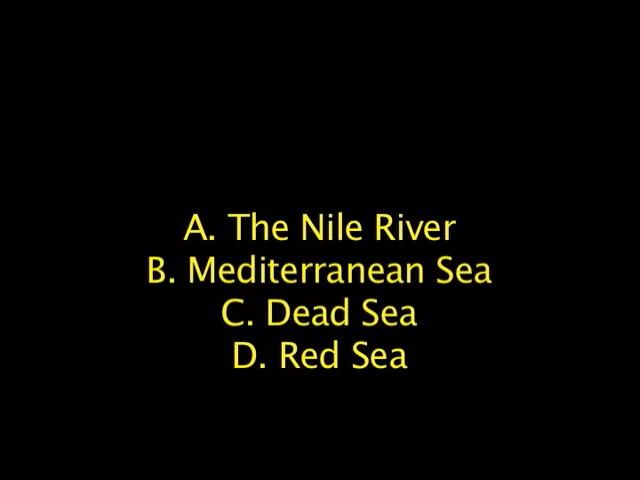 A. The Nile River
B. Mediterranean Sea
C. Dead Sea
D. Red Sea